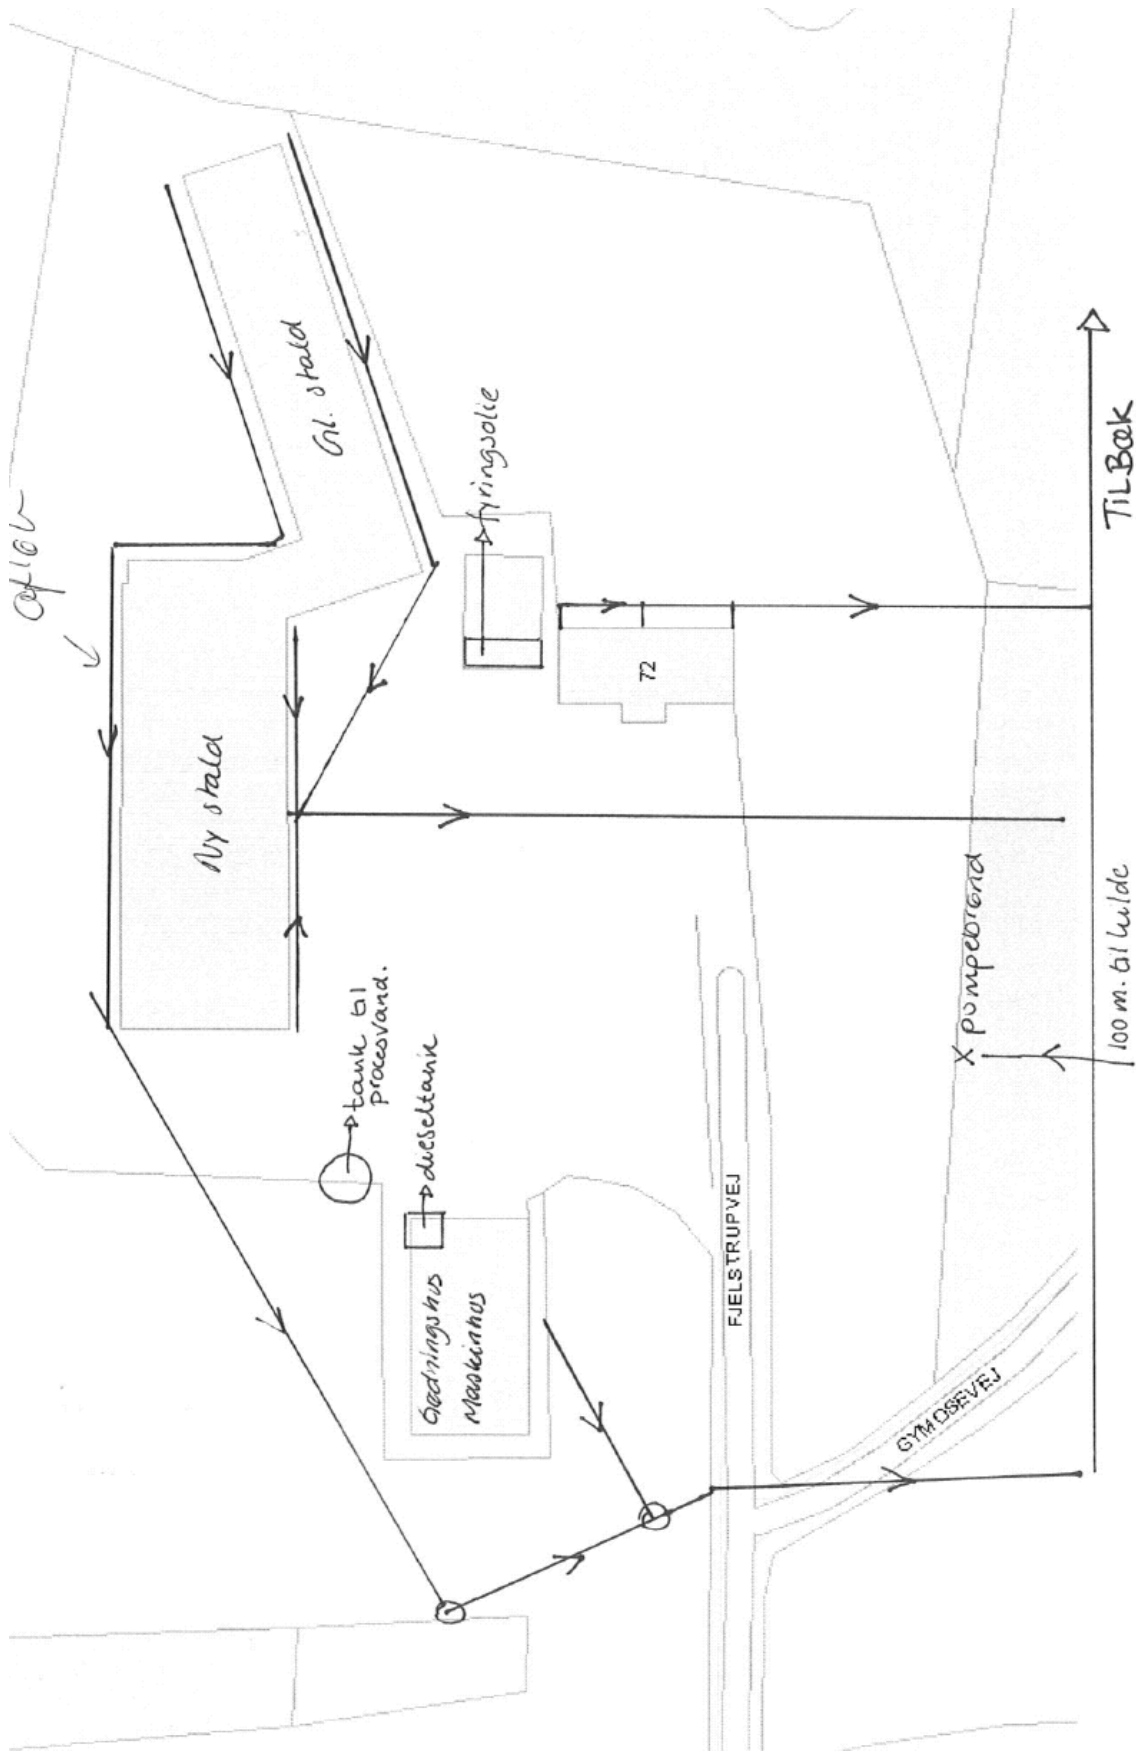 afløb
Gl. stald
fyringsolie
TIL BÆK
Ny stald
72
pumpebrønd
100 m. til kilde
tank til
procesvand.
dieseltank
Gødningshus
Maskinhus
FJELSTRUPVEJ
GYMOSEVEJ